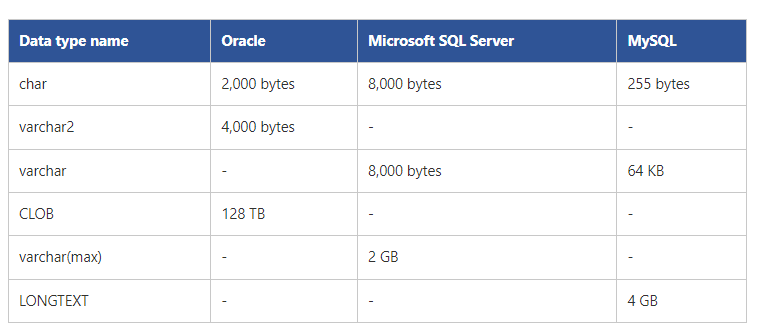 Data type name Oracle Microsoft SQL Server MySQL
char 2,000 bytes 8,000 bytes 255 bytes
varchar2 4,000 bytes - -
varchar - 8,000 bytes 64 KB
CLOB 128 TB - -
varchar(max) - 2 GB -
LONGTEXT - - 4 GB